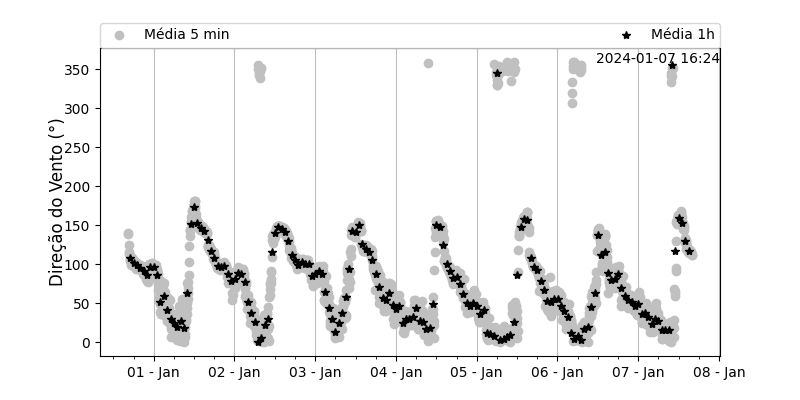 Média 5 min
Média 1h
2024-01-07 16:24
Direção do Vento (°)
350
300
250
200
150
100
50
0
01 - Jan
02 - Jan
03 - Jan
04 - Jan
05 - Jan
06 - Jan
07 - Jan
08 - Jan